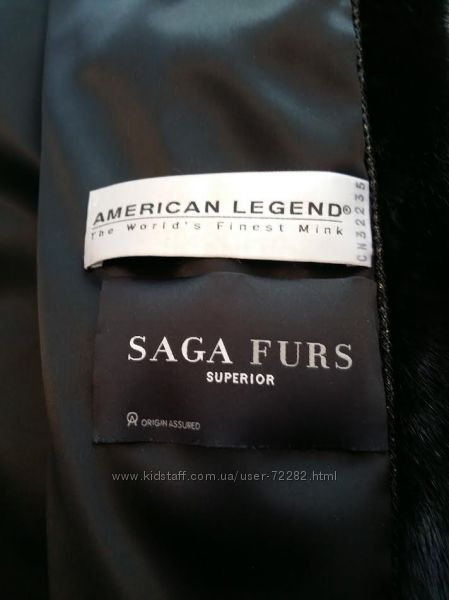 AMERICAN LEGEND®
The World's Finest Mink
CN32235
SAGA FURS
SUPERIOR
OA ORIGIN ASSURED
www.kidstaff.com.ua/user-72282.html